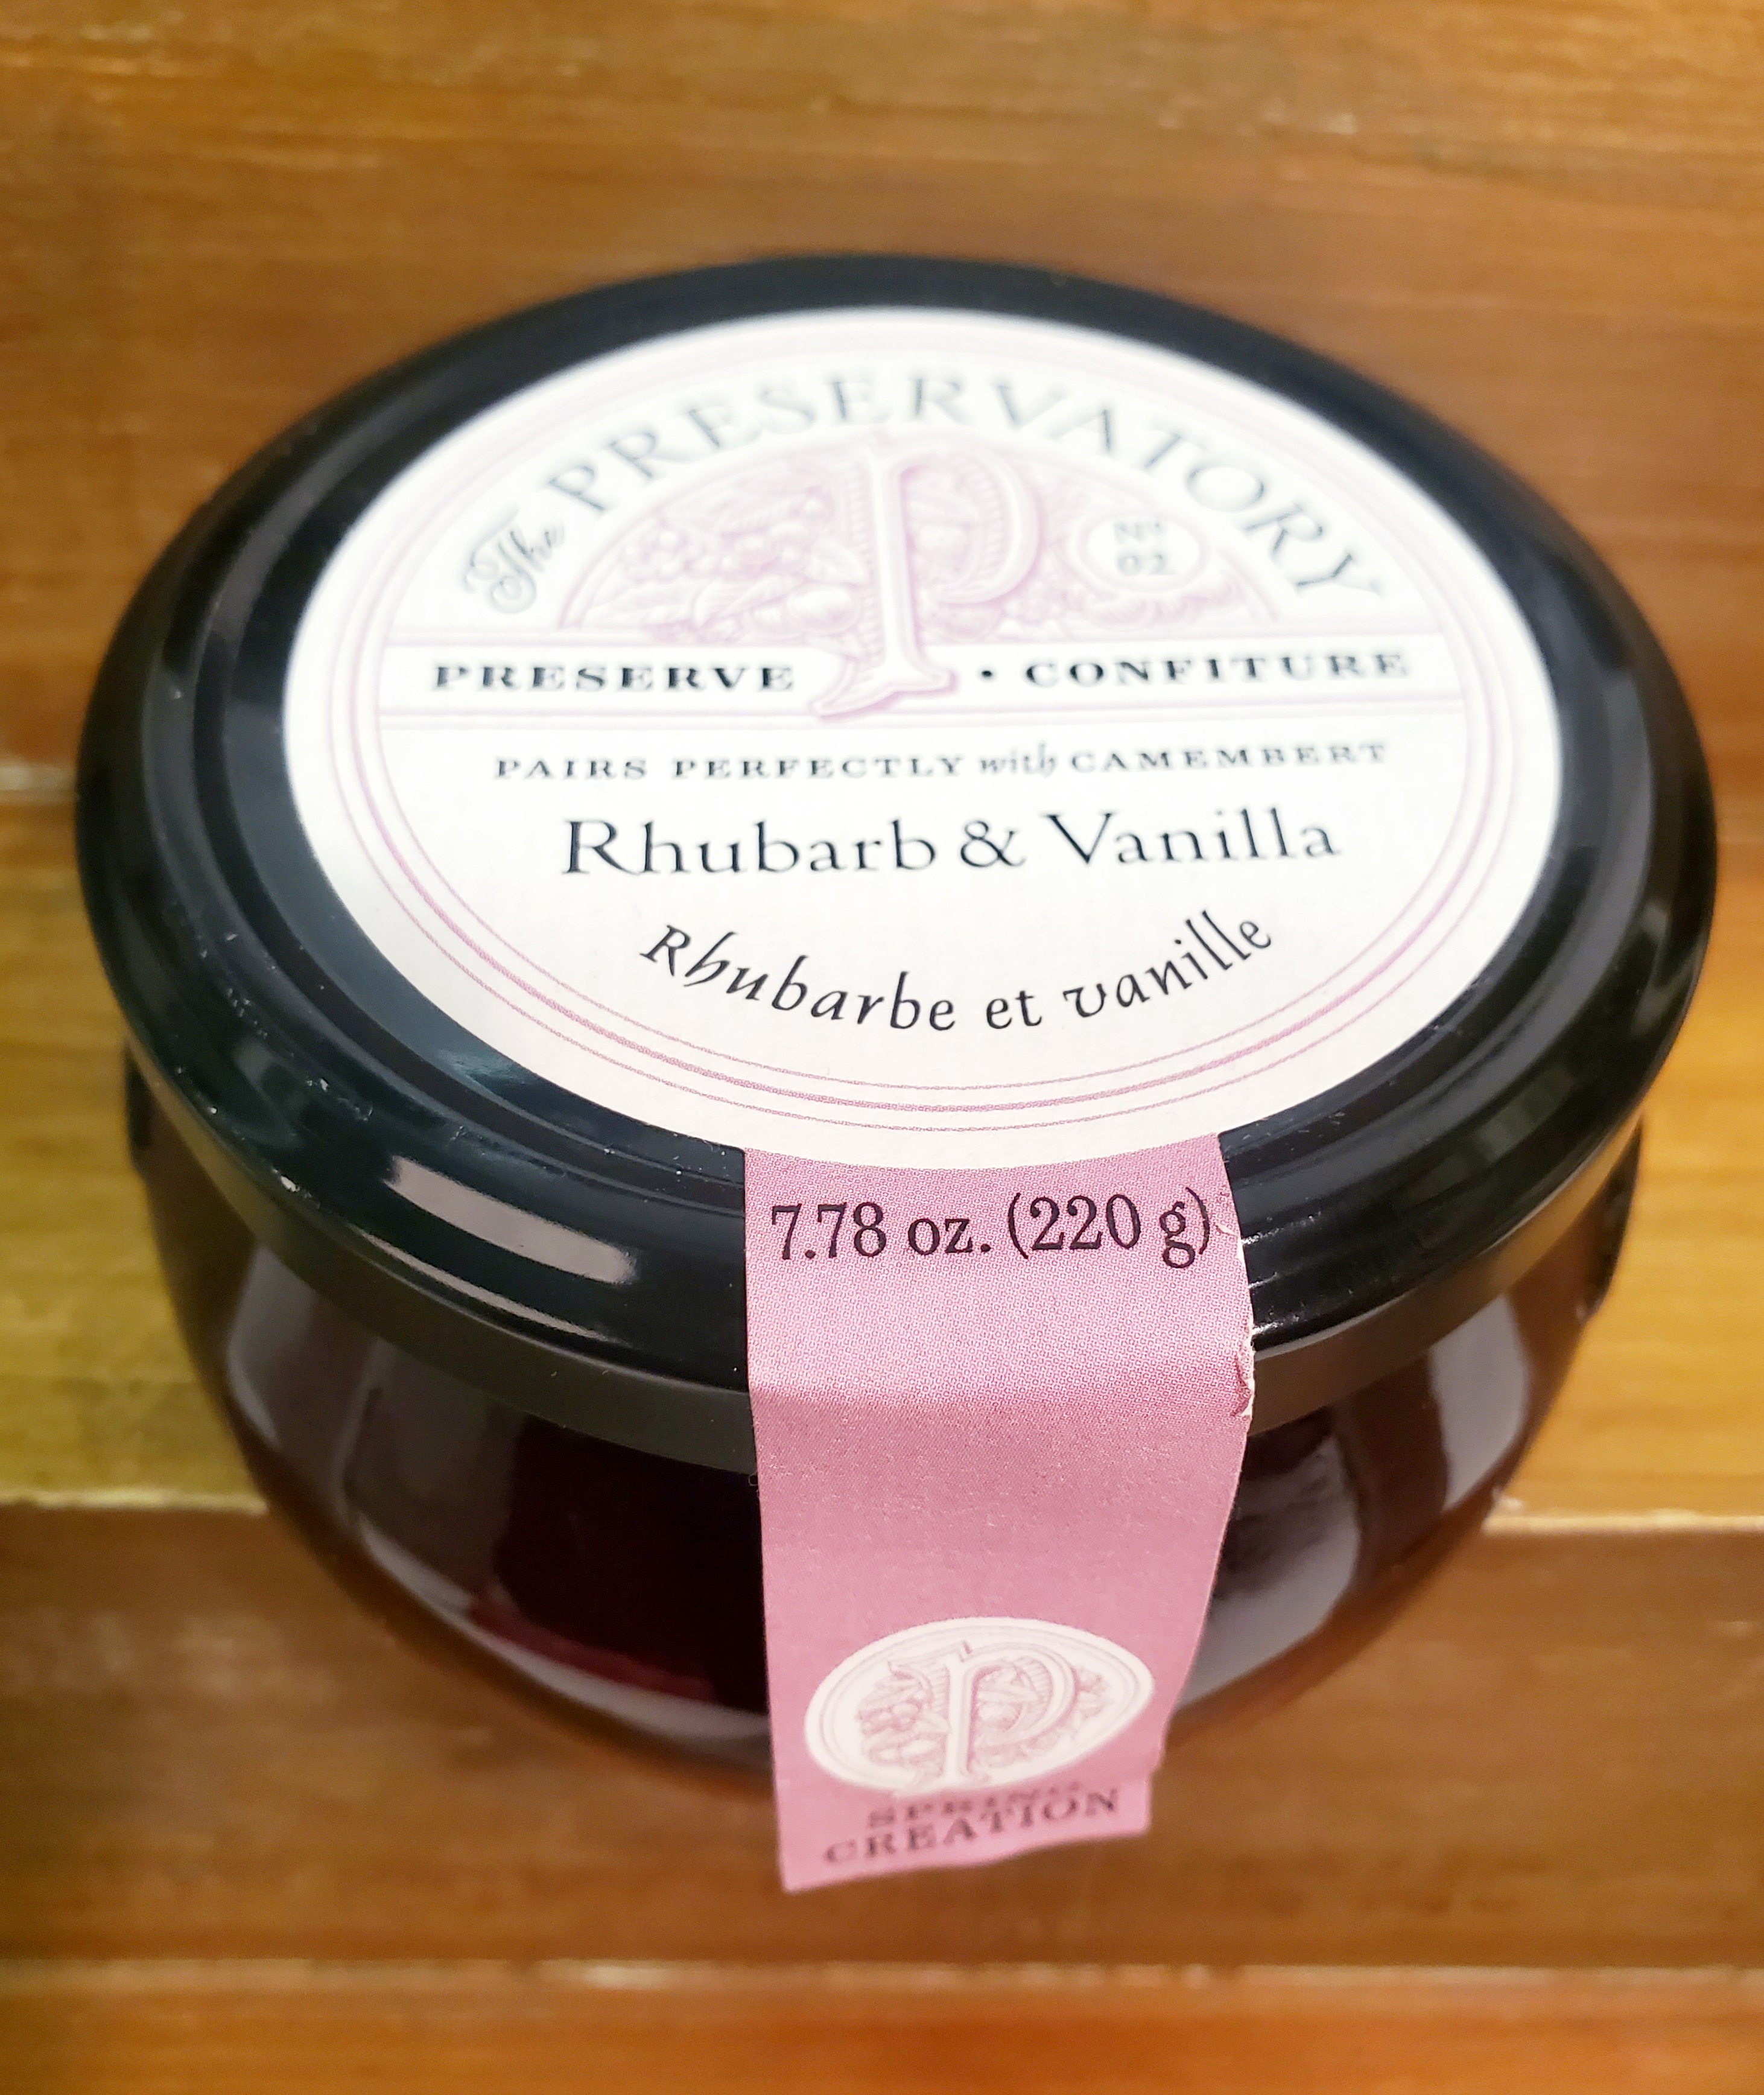 The PRESERVATORY
P
Nº
02
PRESERVE • CONFITURE
PAIRS PERFECTLY with CAMEMBERT
Rhubarb & Vanilla
Rhubarbe et vanille
7.78 oz. (220 g)
P
SPRING
CREATION